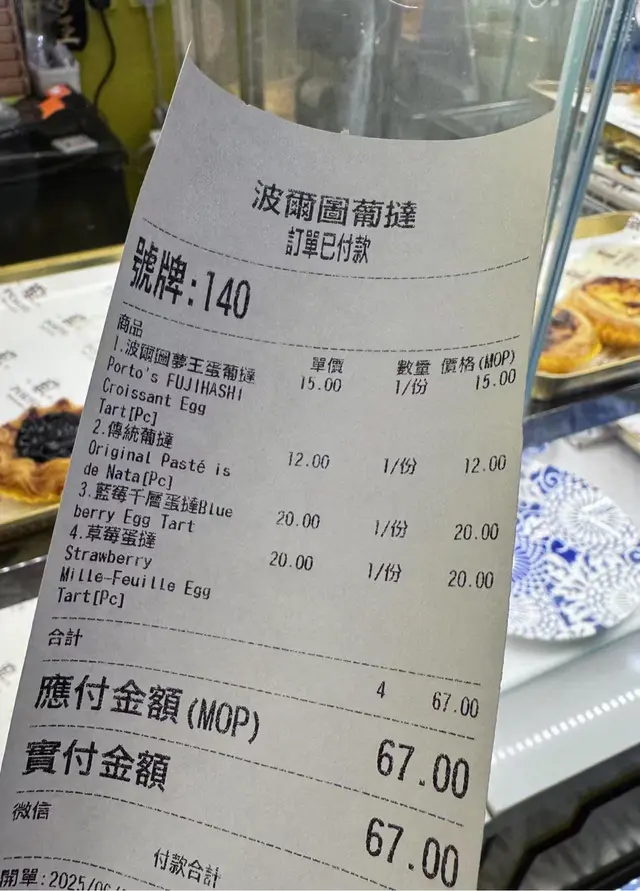 波爾圖葡撻
訂單已付款
號牌:140
商品 單價 數量 價格(MOP)
1.波爾圖夢王蛋葡撻 15.00 1/份 15.00
Porto's FUJIHASHI
Croissant Egg
Tart[Pc]
2.傳統葡撻 12.00 1/份 12.00
Original Pasté is
de Nata[Pc]
3.藍莓千層蛋撻Blue 20.00 1/份 20.00
berry Egg Tart
4.草莓蛋撻 20.00 1/份 20.00
Strawberry
Mille-Feuille Egg
Tart[Pc]
合計 4 67.00
應付金額(MOP) 67.00
實付金額 67.00
微信
付款合計
開單:2025/06/